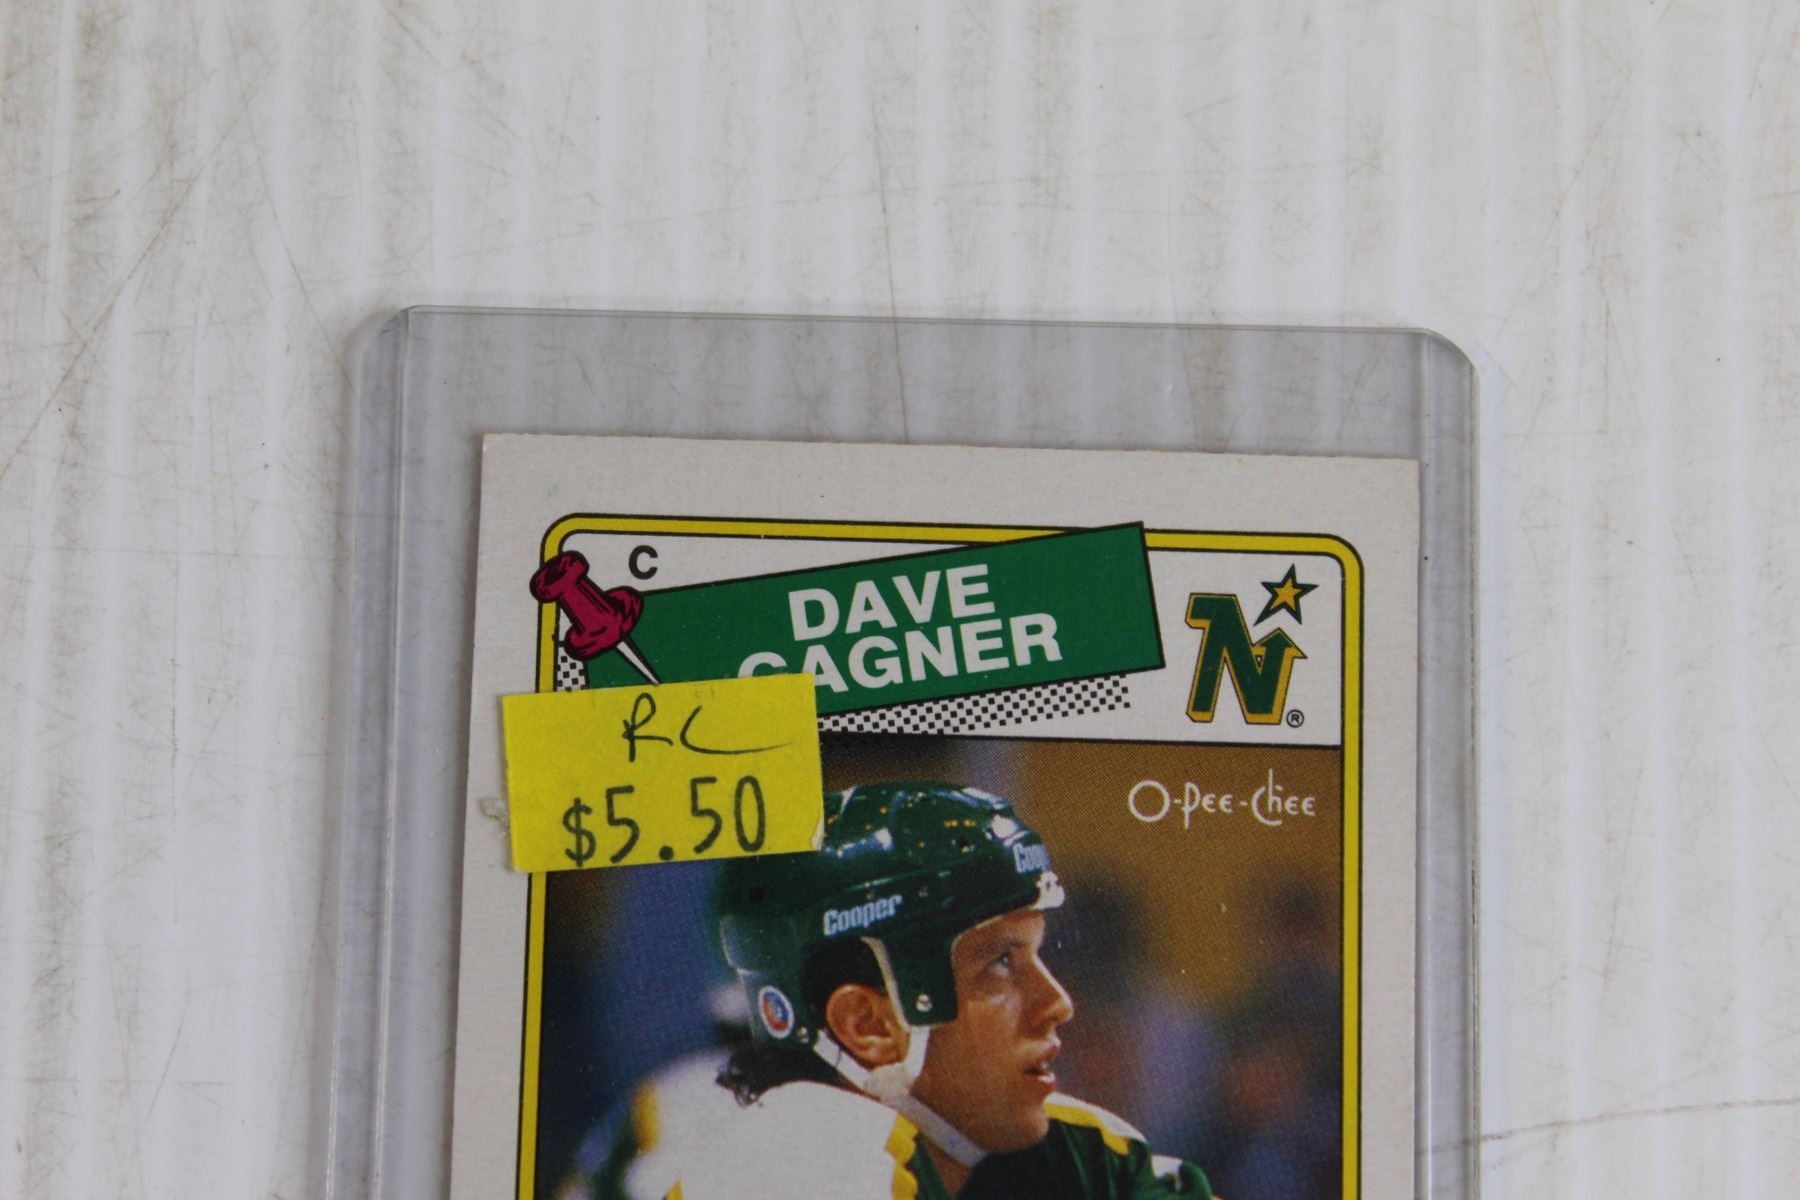 C
DAVE
GAGNER
N
®
RC
$5.50
O-Pee-Chee
Cooper
Cooper